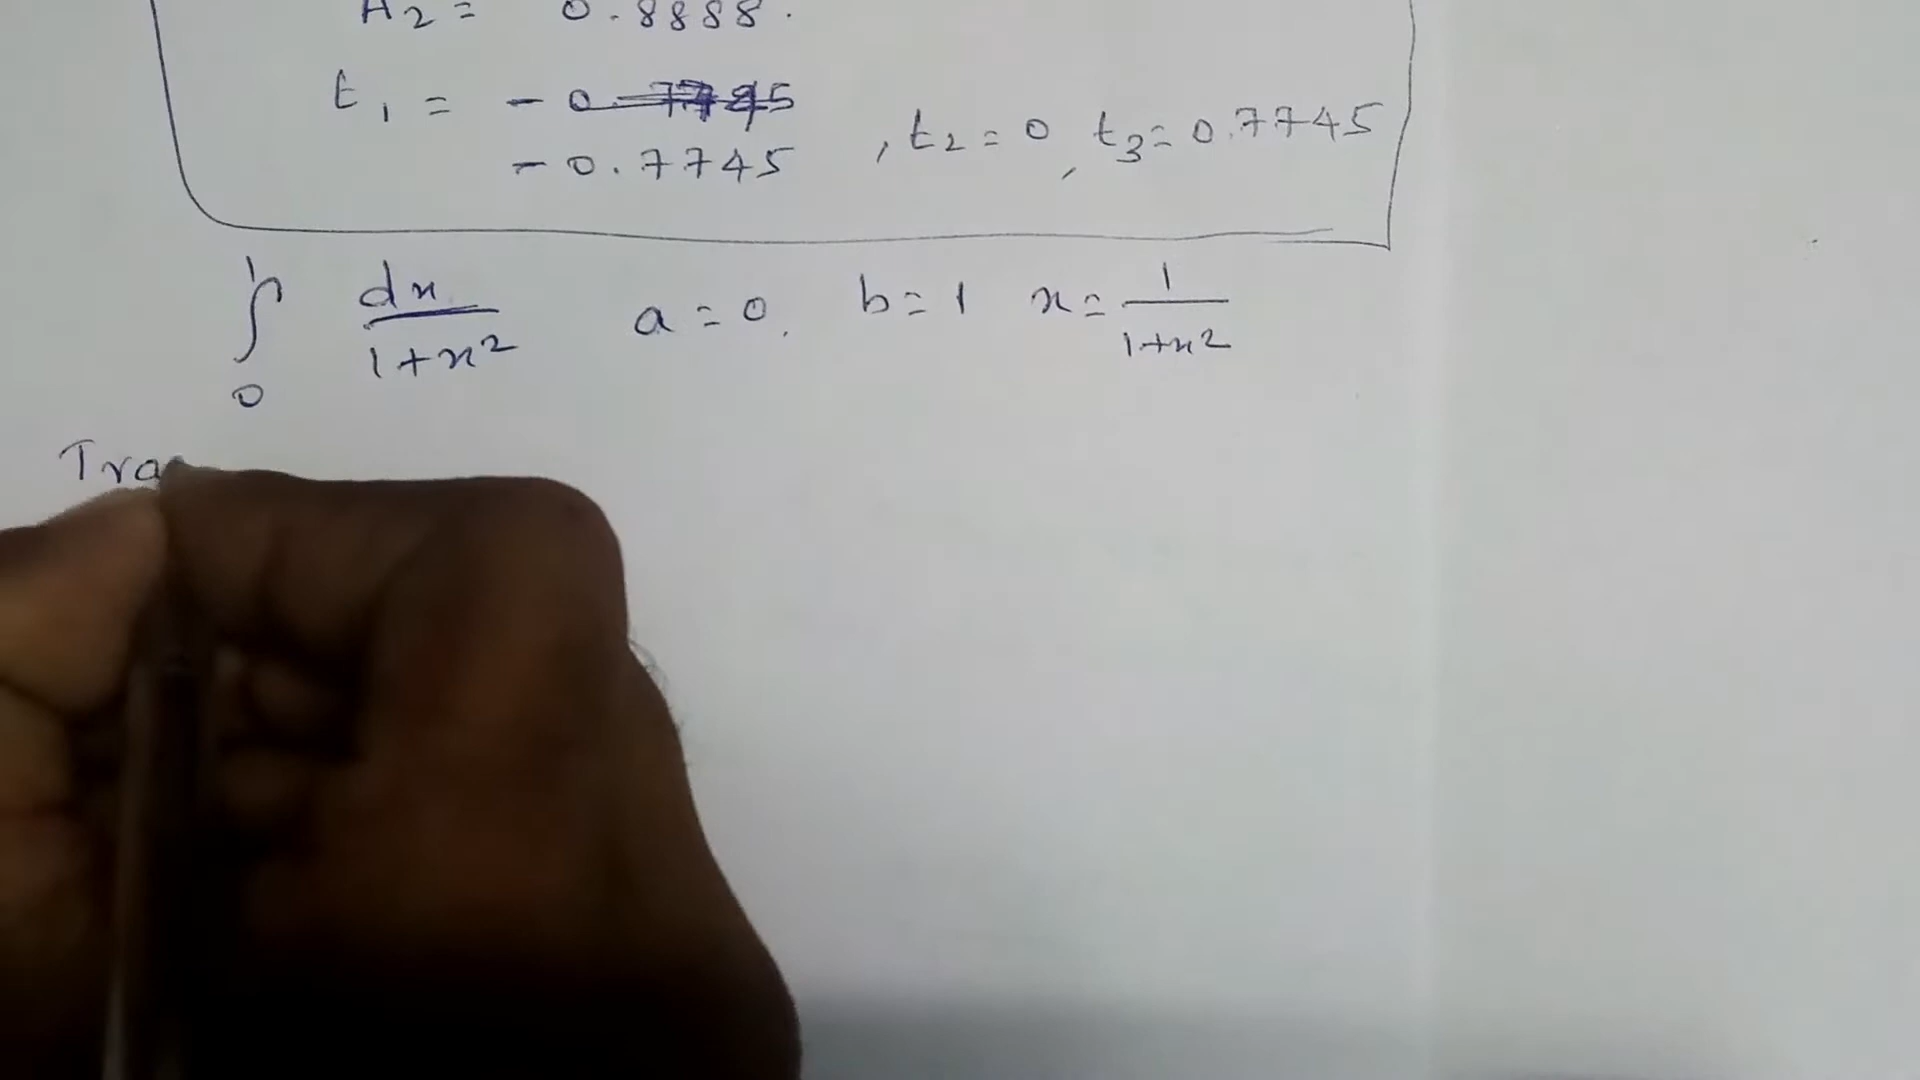 A2 = 0.8888.
t1 = - 0.7745
- 0.7745 , t2 = 0 , t3 = 0.7745
∫₀¹ dx/(1+x²) a = 0. b = 1 x = 1/(1+x²)
Tra